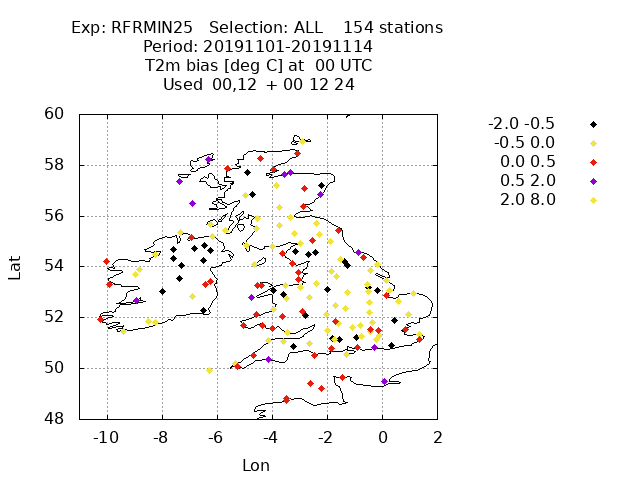 Exp: RFRMIN25 Selection: ALL 154 stations
Period: 20191101-20191114
T2m bias [deg C] at 00 UTC
Used 00,12 + 00 12 24
60
58
56
54
52
50
48
-10 -8 -6 -4 -2 0 2
Lat
Lon
-2.0 -0.5
-0.5 0.0
0.0 0.5
0.5 2.0
2.0 8.0